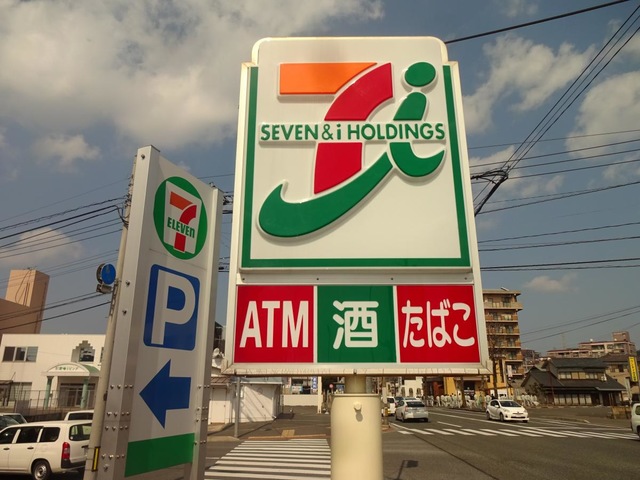 7
ELEVEN
P
SEVEN & i HOLDINGS
ATM
酒
たばこ